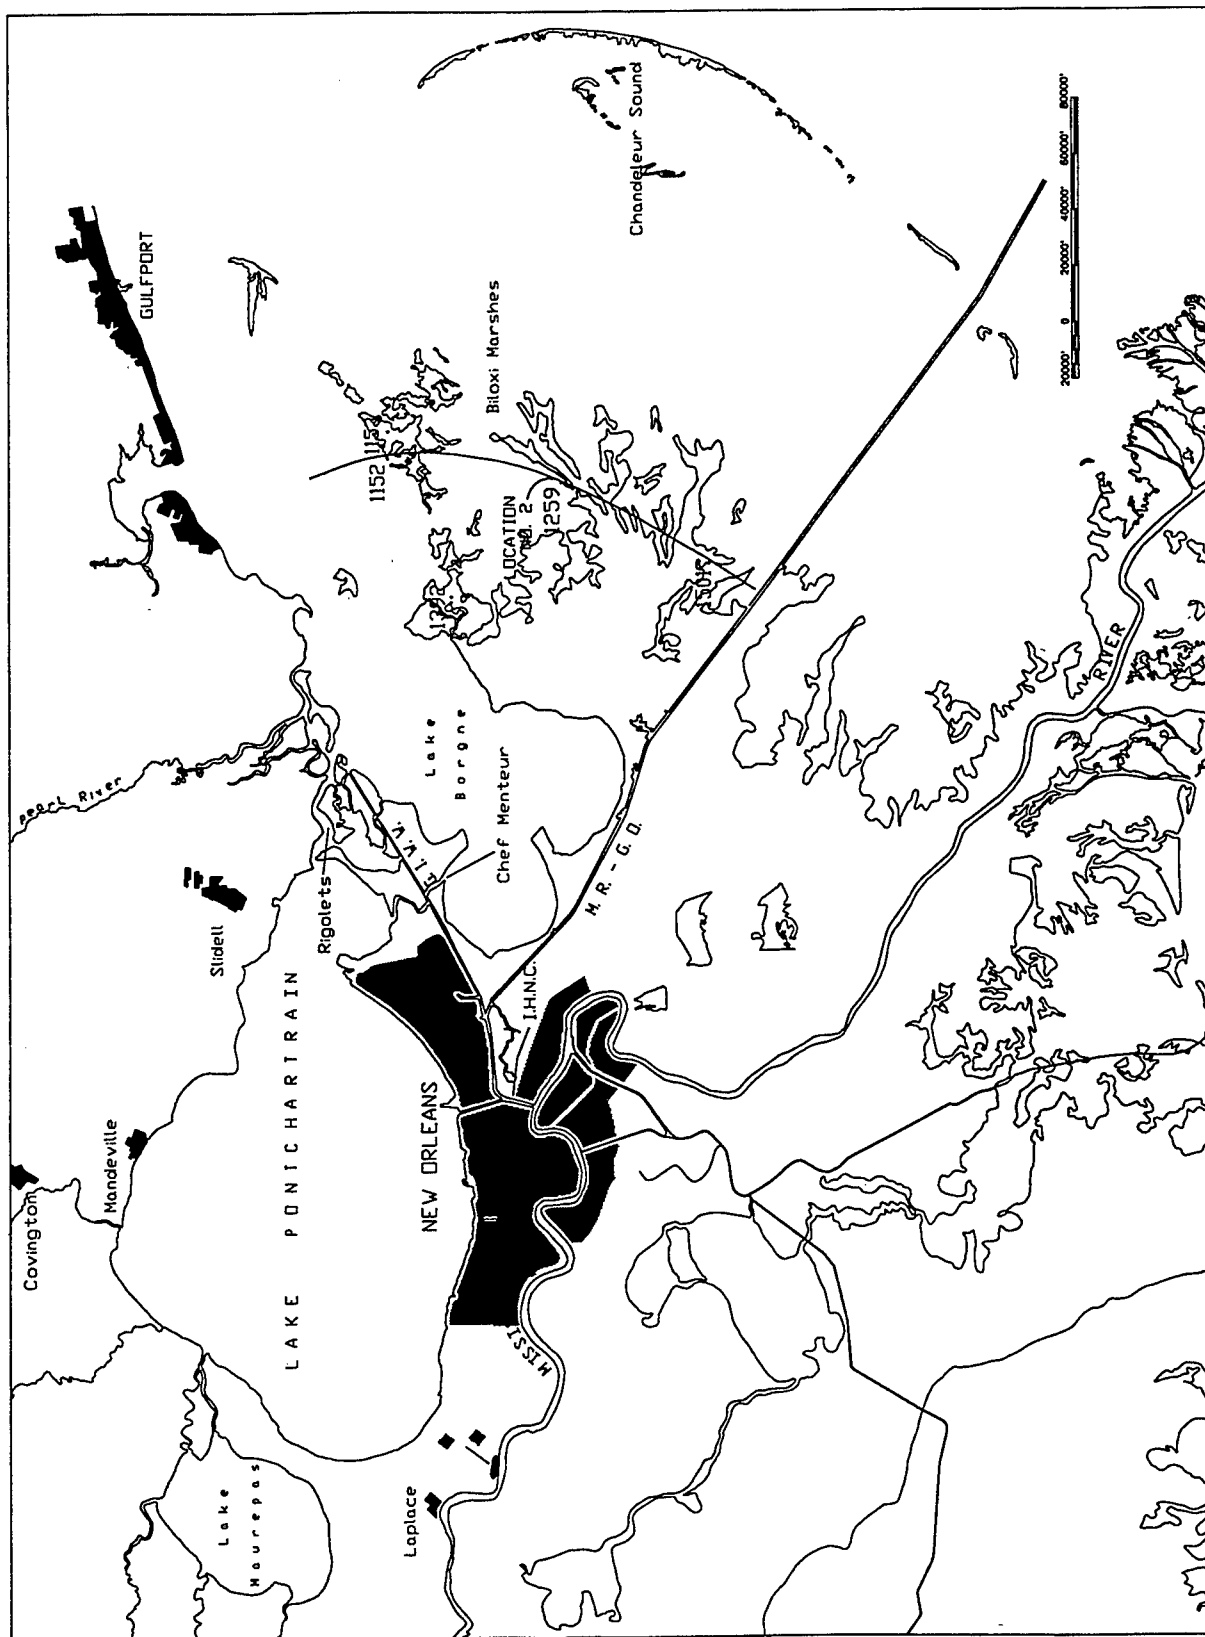 Covington
Mandeville
Slidell
Pearl River
GULFPORT
Lake
Maurepas
LAKE PONTCHARTRAIN
Rigolets
Laplace
NEW ORLEANS
I.H.N.C.
Chef Menteur
Lake
Borgne
1152
LOCATION
NO. 2
1259
Biloxi Marshes
Chandeleur Sound
MISSI
M. R. - G. O.
RIVER
20000' 0 20000' 40000' 60000' 80000'